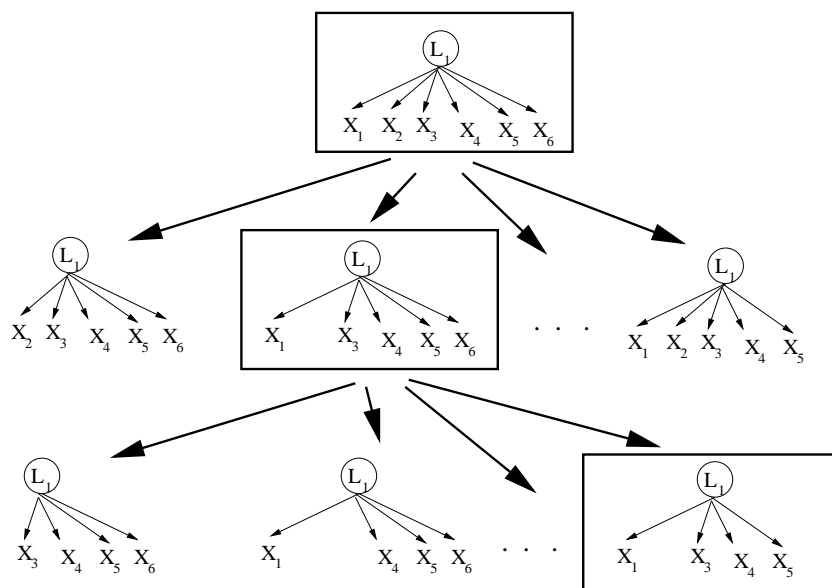 L₁
X₁ X₂ X₃ X₄ X₅ X₆
L₁ L₁ L₁
X₂ X₃ X₄ X₅ X₆ X₁ X₃ X₄ X₅ X₆ . . . X₁ X₂ X₃ X₄ X₅
L₁ L₁ L₁
X₃ X₄ X₅ X₆ X₁ X₄ X₅ X₆ . . . X₁ X₃ X₄ X₅